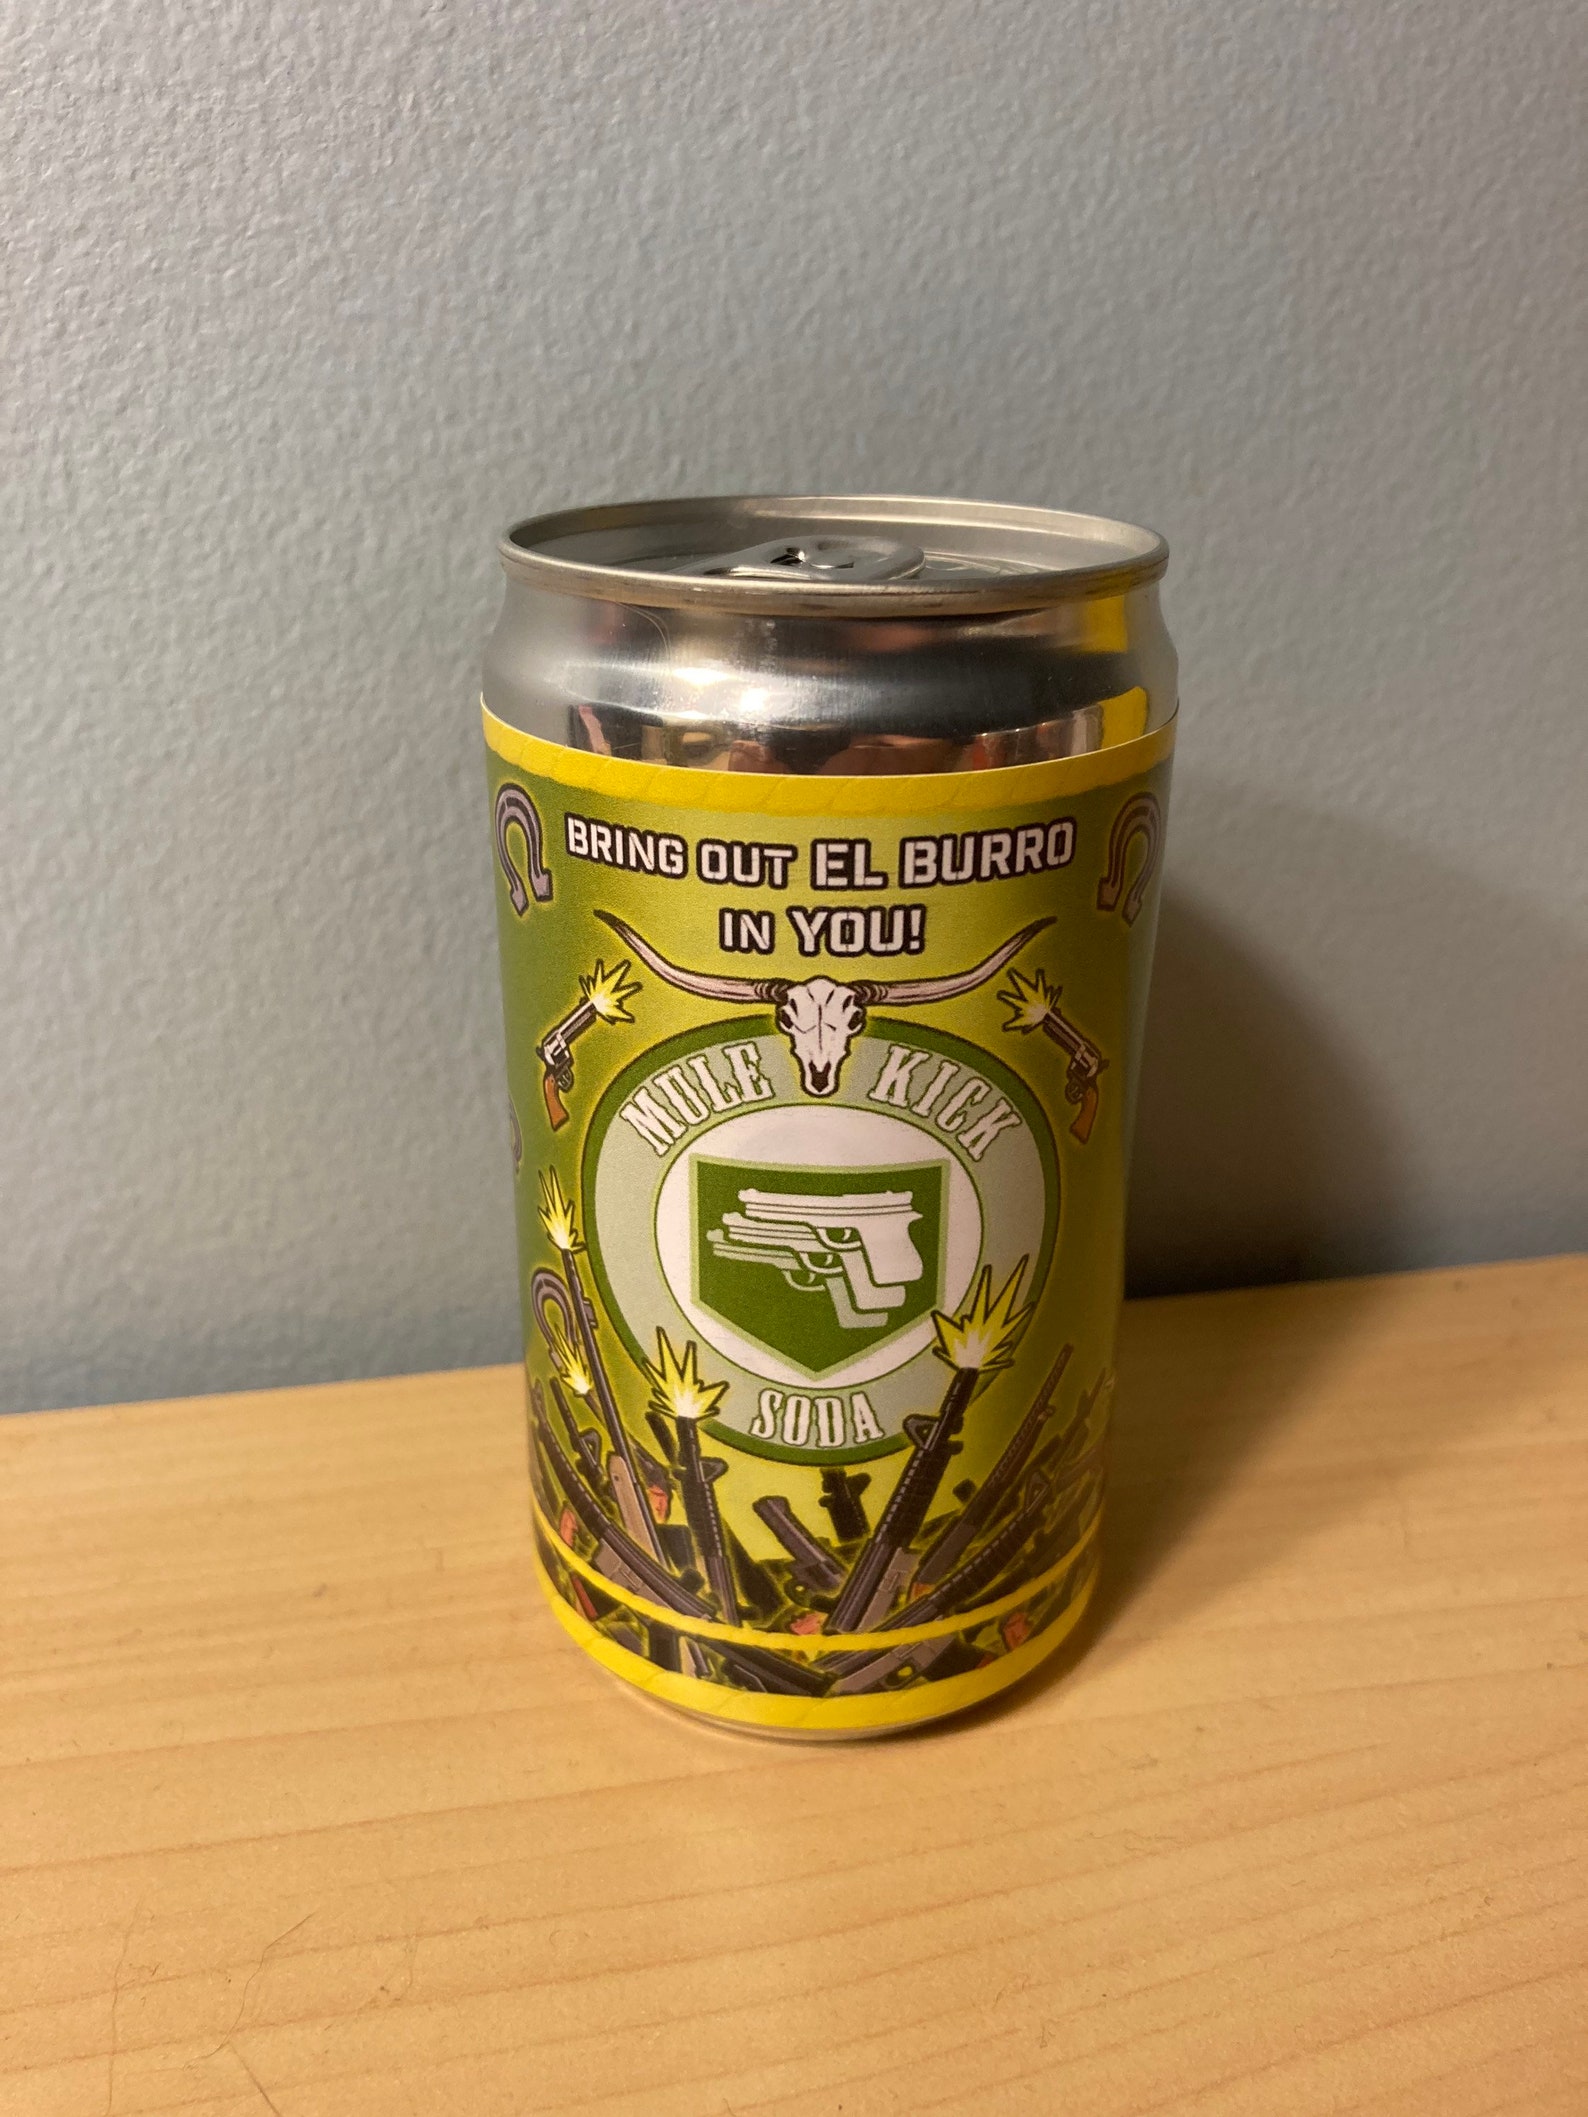 BRING OUT EL BURRO
IN YOU!
MULE KICK
SODA